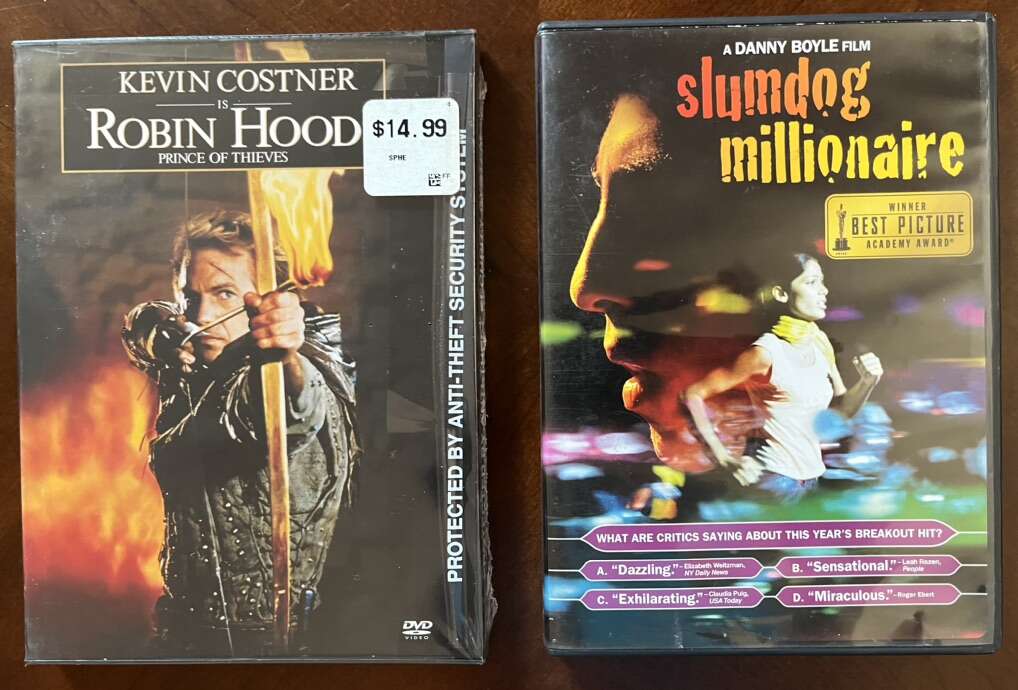 KEVIN COSTNER
IS
ROBIN HOOD
PRINCE OF THIEVES
$14.99
SPHE
PROTECTED BY ANTI-THEFT SECURITY SYSTEM
DVD
VIDEO
A DANNY BOYLE FILM
slumdog
millionaire
WINNER
BEST PICTURE
ACADEMY AWARD®
WHAT ARE CRITICS SAYING ABOUT THIS YEAR'S BREAKOUT HIT?
A. "Dazzling." –Elizabeth Weitzman,
NY Daily News
B. "Sensational." –Leah Rozen,
People
C. "Exhilarating." –Claudia Puig,
USA Today
D. "Miraculous." –Roger Ebert